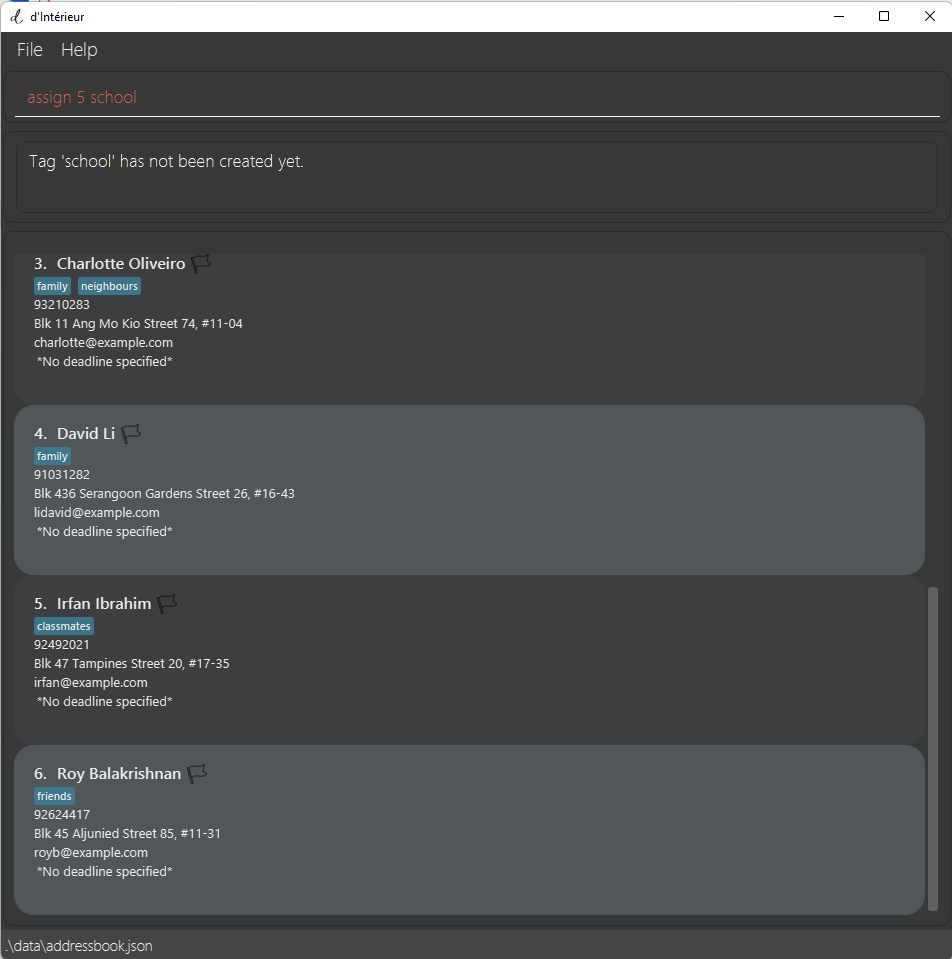 d'Intérieur
File Help
assign 5 school
Tag 'school' has not been created yet.
3. Charlotte Oliveiro
family neighbours
93210283
Blk 11 Ang Mo Kio Street 74, #11-04
charlotte@example.com
*No deadline specified*
4. David Li
family
91031282
Blk 436 Serangoon Gardens Street 26, #16-43
lidavid@example.com
*No deadline specified*
5. Irfan Ibrahim
classmates
92492021
Blk 47 Tampines Street 20, #17-35
irfan@example.com
*No deadline specified*
6. Roy Balakrishnan
friends
92624417
Blk 45 Aljunied Street 85, #11-31
royb@example.com
*No deadline specified*
.\data\addressbook.json